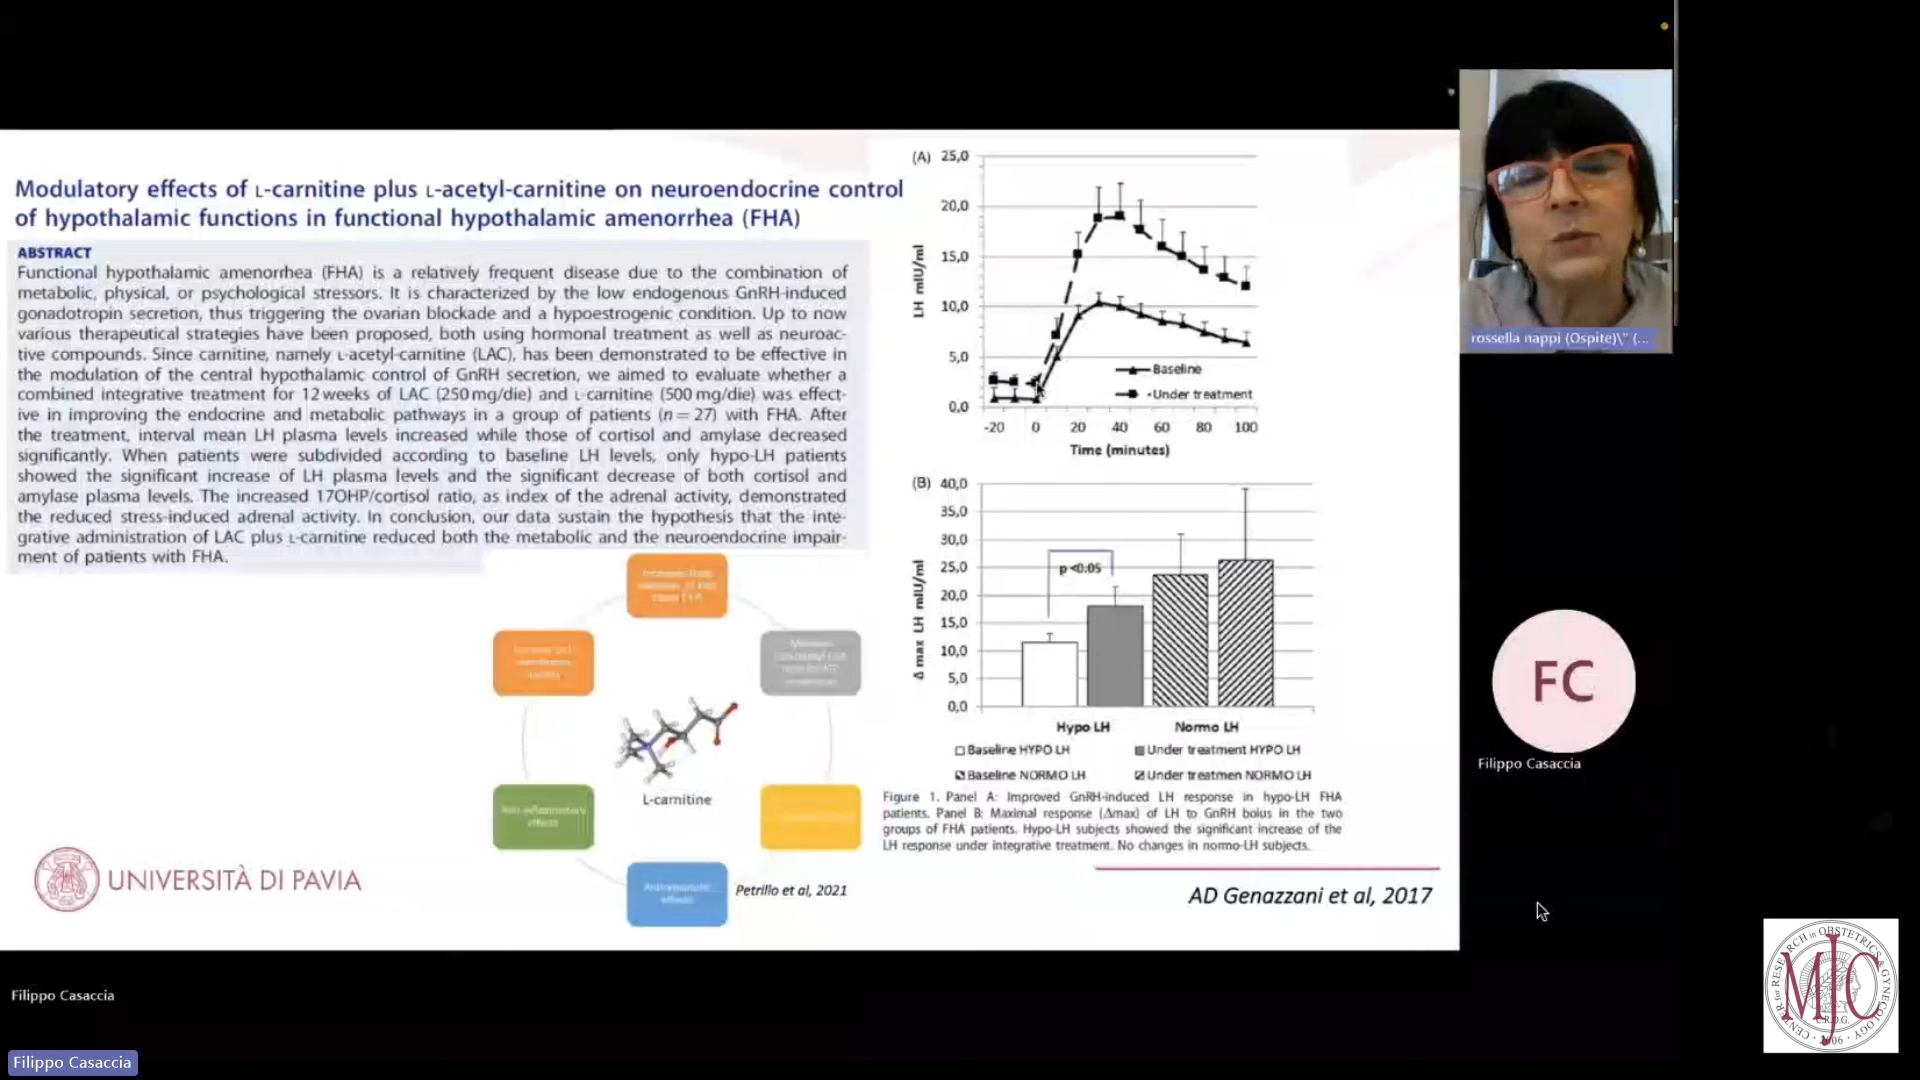 Modulatory effects of L-carnitine plus L-acetyl-carnitine on neuroendocrine control
of hypothalamic functions in functional hypothalamic amenorrhea (FHA)
ABSTRACT
Functional hypothalamic amenorrhea (FHA) is a relatively frequent disease due to the combination of
metabolic, physical, or psychological stressors. It is characterized by the low endogenous GnRH-induced
gonadotropin secretion, thus triggering the ovarian blockade and a hypoestrogenic condition. Up to now
various therapeutical strategies have been proposed, both using hormonal treatment as well as neuroac-
tive compounds. Since carnitine, namely L-acetyl-carnitine (LAC), has been demonstrated to be effective in
the modulation of the central hypothalamic control of GnRH secretion, we aimed to evaluate whether a
combined integrative treatment for 12 weeks of LAC (250 mg/die) and L-carnitine (500 mg/die) was effect-
ive in improving the endocrine and metabolic pathways in a group of patients (n = 27) with FHA. After
the treatment, interval mean LH plasma levels increased while those of cortisol and amylase decreased
significantly. When patients were subdivided according to baseline LH levels, only hypo-LH patients
showed the significant increase of LH plasma levels and the significant decrease of both cortisol and
amylase plasma levels. The increased 17OHP/cortisol ratio, as index of the adrenal activity, demonstrated
the reduced stress-induced adrenal activity. In conclusion, our data sustain the hypothesis that the inte-
grative administration of LAC plus L-carnitine reduced both the metabolic and the neuroendocrine impair-
ment of patients with FHA.
L-carnitine
Anti-inflammatory
effects
effects
Petrillo et al, 2021
UNIVERSITÀ DI PAVIA
(A)
25,0
20,0
15,0
10,0
5,0
0,0
LH mIU/ml
Baseline
Under treatment
-20 0 20 40 60 80 100
Time (minutes)
(B)
40,0
35,0
30,0
25,0
20,0
15,0
10,0
5,0
0,0
Δ max LH mIU/ml
p <0.05
Hypo LH Normo LH
Baseline HYPO LH Under treatment HYPO LH
Baseline NORMO LH Under treatmen NORMO LH
Figure 1. Panel A: Improved GnRH-induced LH response in hypo-LH FHA
patients. Panel B: Maximal response (Δmax) of LH to GnRH bolus in the two
groups of FHA patients. Hypo-LH subjects showed the significant increase of the
LH response under integrative treatment. No changes in normo-LH subjects.
AD Genazzani et al, 2017
rossella nappi (Ospite)\" (...
FC
Filippo Casaccia
Filippo Casaccia
Filippo Casaccia
CENTER for RESEARCH in OBSTETRICS & GYNECOLOGY
MJC
C.R.O.G.
2006